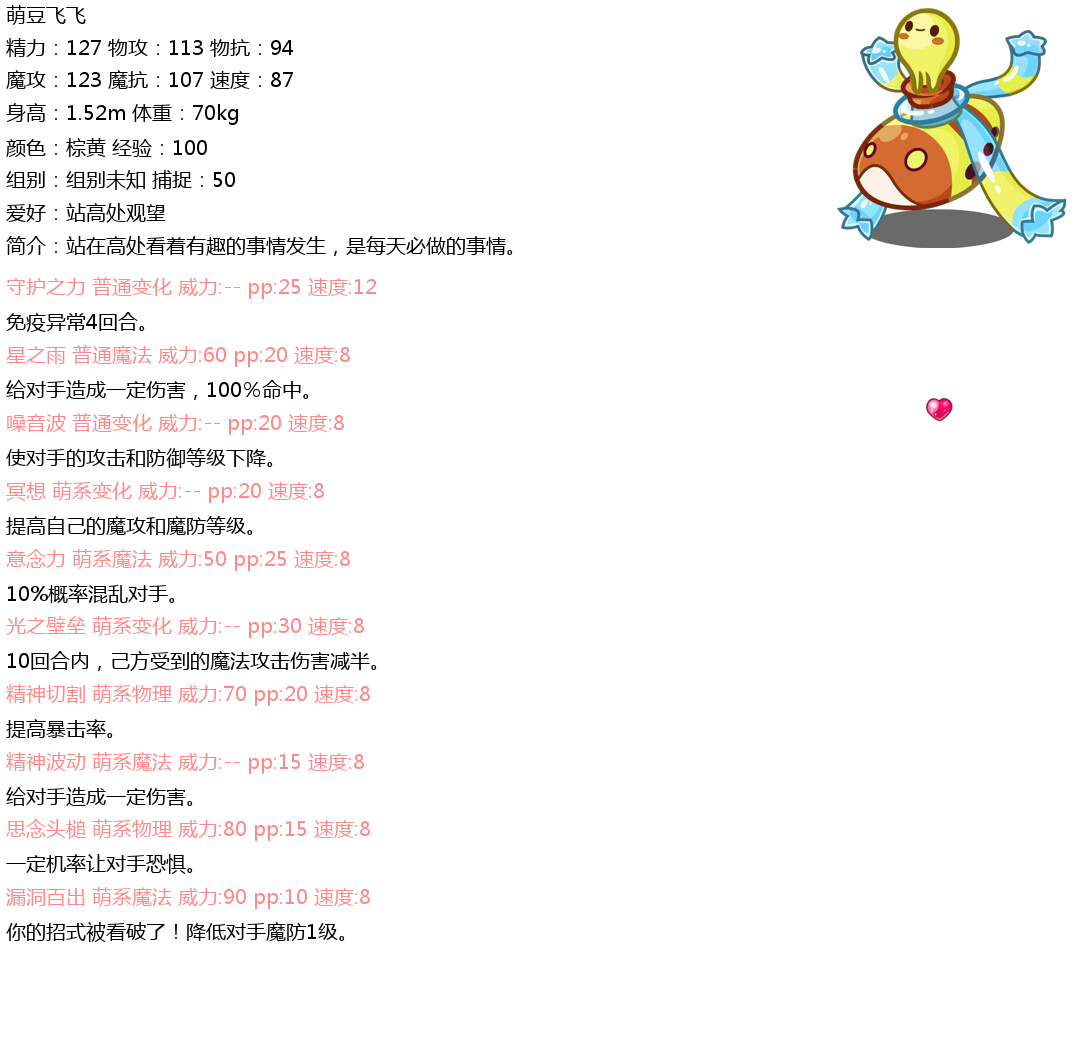 萌豆飞飞
精力：127 物攻：113 物抗：94
魔攻：123 魔抗：107 速度：87
身高：1.52m 体重：70kg
颜色：棕黄 经验：100
组别：组别未知 捕捉：50
爱好：站高处观望
简介：站在高处看着有趣的事情发生，是每天必做的事情。
守护之力 普通变化 威力:-- pp:25 速度:12
免疫异常4回合。
星之雨 普通魔法 威力:60 pp:20 速度:8
给对手造成一定伤害，100%命中。
噪音波 普通变化 威力:-- pp:20 速度:8
使对手的攻击和防御等级下降。
冥想 萌系变化 威力:-- pp:20 速度:8
提高自己的魔攻和魔防等级。
意念力 萌系魔法 威力:50 pp:25 速度:8
10%概率混乱对手。
光之壁垒 萌系变化 威力:-- pp:30 速度:8
10回合内，己方受到的魔法攻击伤害减半。
精神切割 萌系物理 威力:70 pp:20 速度:8
提高暴击率。
精神波动 萌系魔法 威力:-- pp:15 速度:8
给对手造成一定伤害。
思念头槌 萌系物理 威力:80 pp:15 速度:8
一定机率让对手恐惧。
漏洞百出 萌系魔法 威力:90 pp:10 速度:8
你的招式被看破了！降低对手魔防1级。